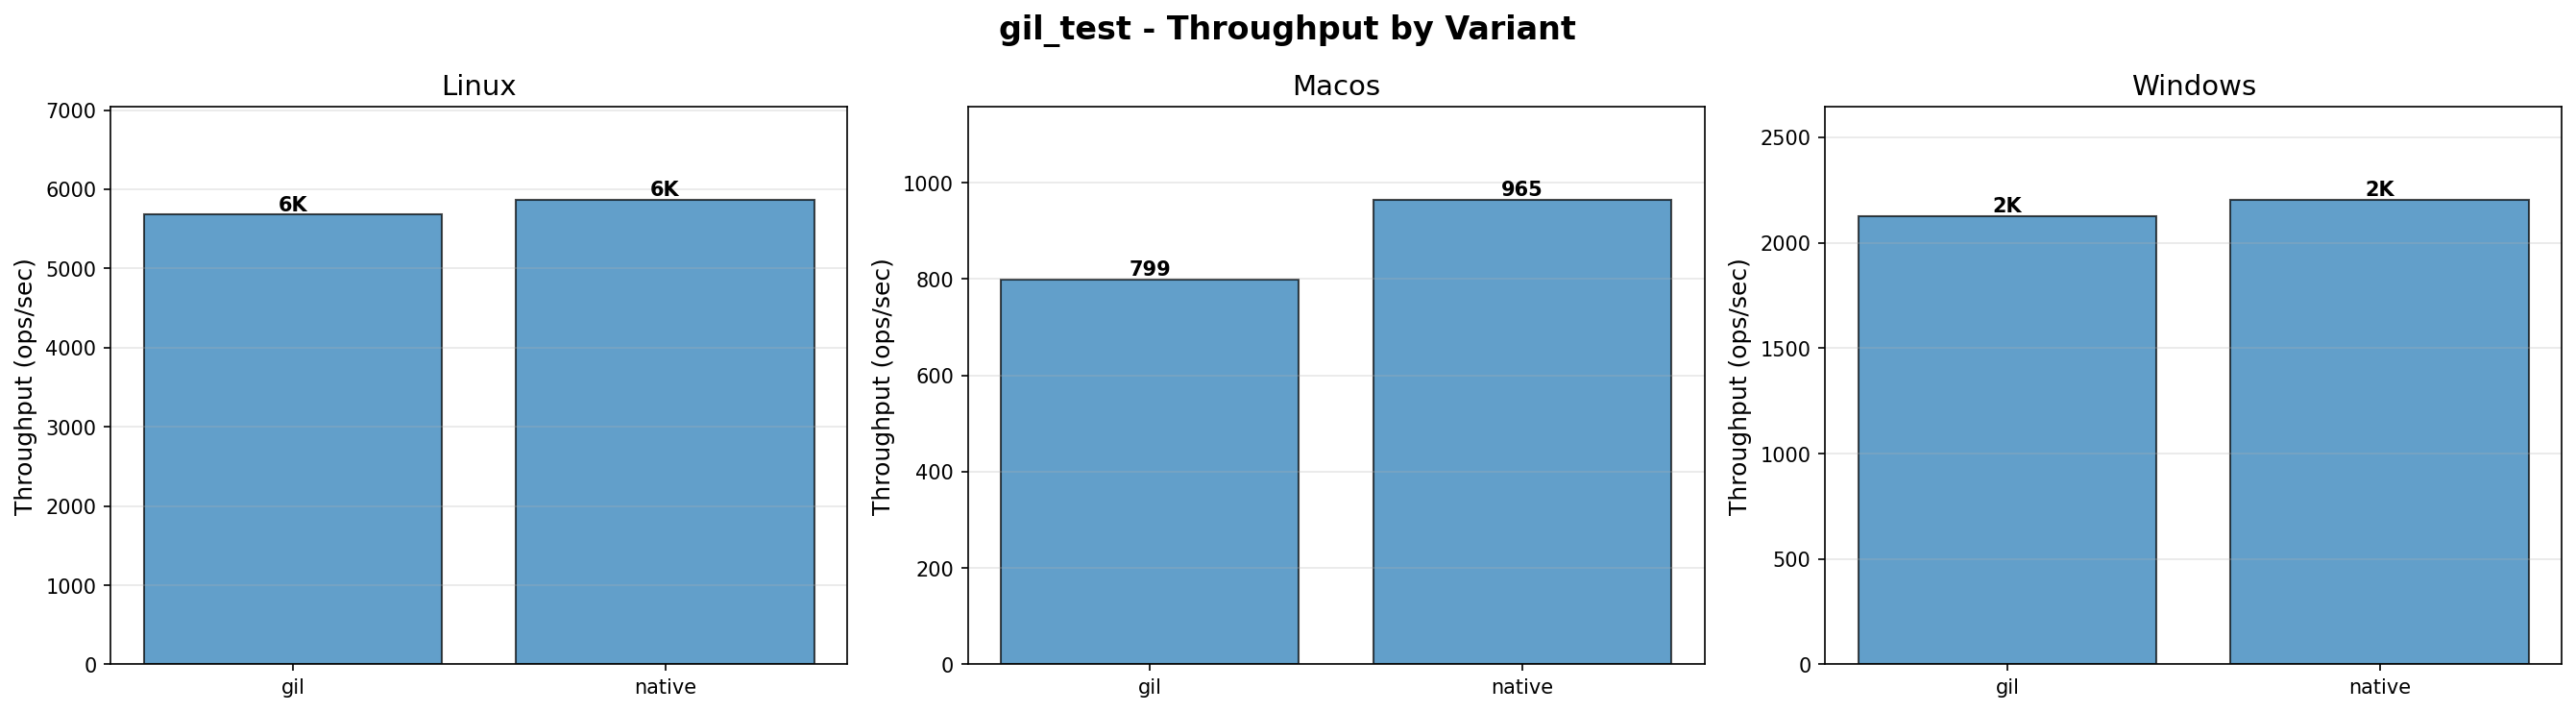 gil_test - Throughput by Variant
Linux
Throughput (ops/sec)
7000
6000
5000
4000
3000
2000
1000
0
6K
6K
gil
native
Macos
Throughput (ops/sec)
1000
800
600
400
200
0
799
965
gil
native
Windows
Throughput (ops/sec)
2500
2000
1500
1000
500
0
2K
2K
gil
native